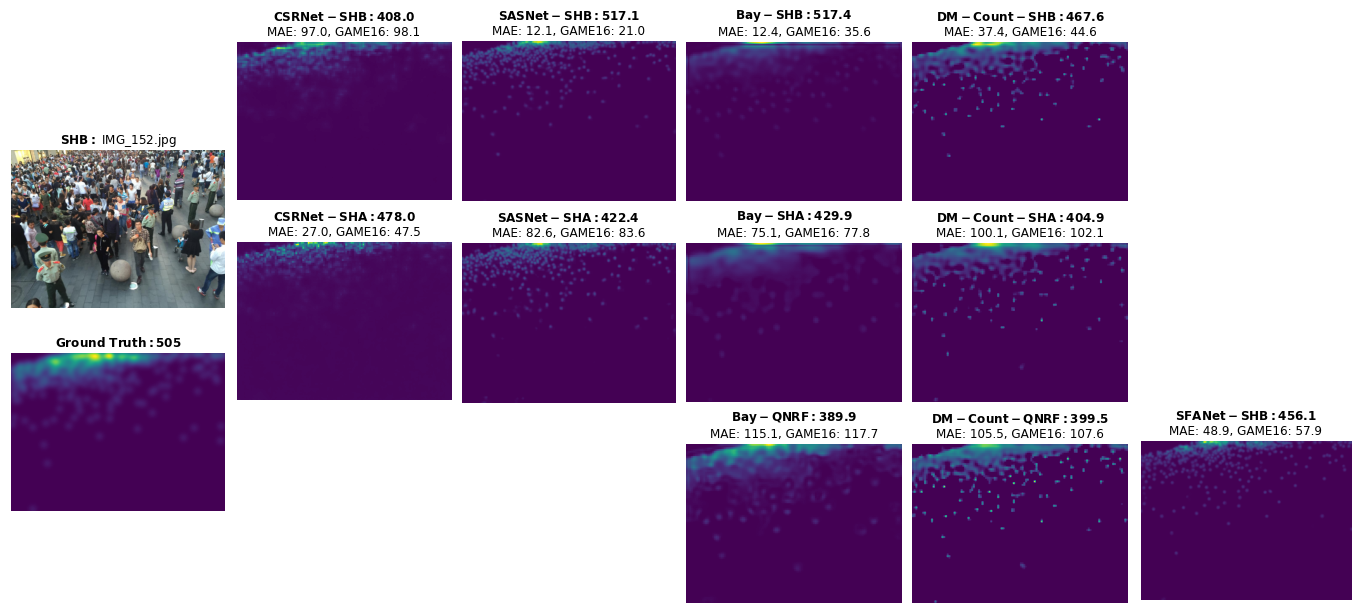 CSRNet − SHB : 408.0
MAE: 97.0, GAME16: 98.1
SASNet − SHB : 517.1
MAE: 12.1, GAME16: 21.0
Bay − SHB : 517.4
MAE: 12.4, GAME16: 35.6
DM − Count − SHB : 467.6
MAE: 37.4, GAME16: 44.6
SHB : IMG_152.jpg
CSRNet − SHA : 478.0
MAE: 27.0, GAME16: 47.5
SASNet − SHA : 422.4
MAE: 82.6, GAME16: 83.6
Bay − SHA : 429.9
MAE: 75.1, GAME16: 77.8
DM − Count − SHA : 404.9
MAE: 100.1, GAME16: 102.1
Ground Truth : 505
Bay − QNRF : 389.9
MAE: 115.1, GAME16: 117.7
DM − Count − QNRF : 399.5
MAE: 105.5, GAME16: 107.6
SFANet − SHB : 456.1
MAE: 48.9, GAME16: 57.9